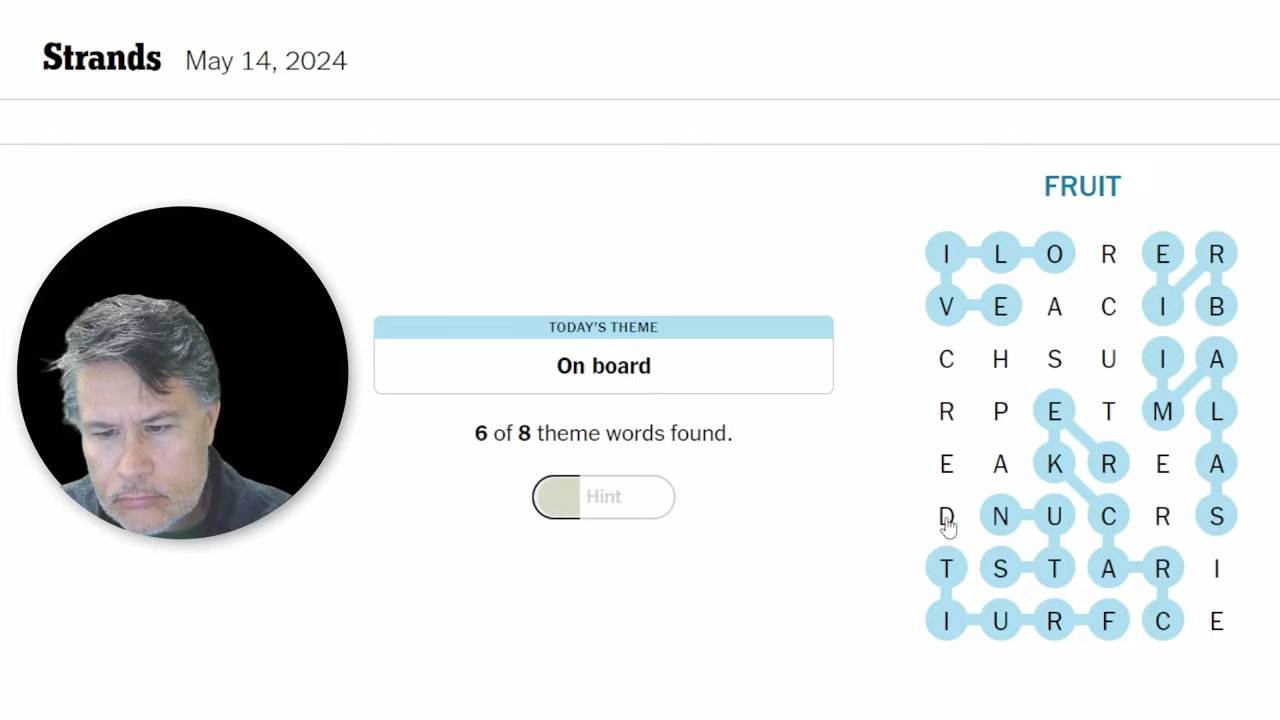 Strands May 14, 2024
FRUIT
TODAY'S THEME
On board
6 of 8 theme words found.
Hint
I L O R E R
V E A C I B
C H S U I A
R P E T M L
E A K R E A
D N U C R S
T S T A R I
I U R F C E